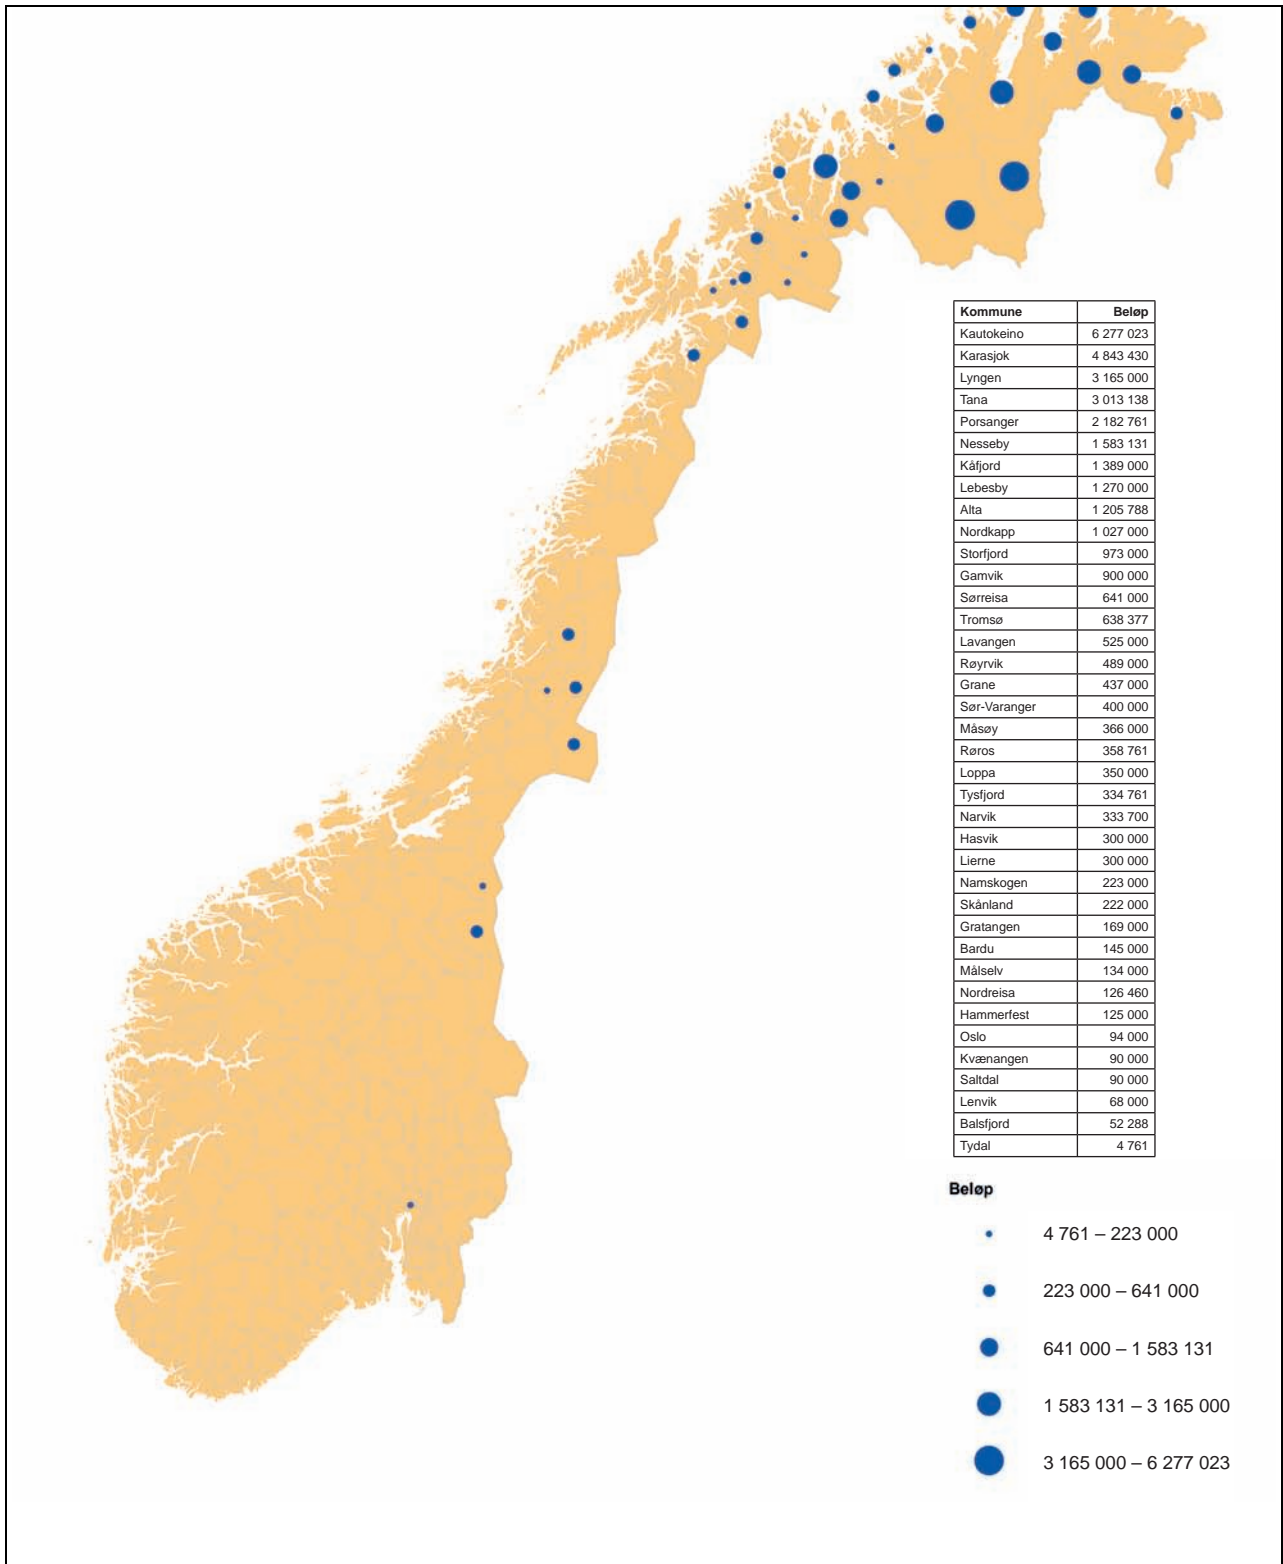 Kommune Beløp
Kautokeino 6 277 023
Karasjok 4 843 430
Lyngen 3 165 000
Tana 3 013 138
Porsanger 2 182 761
Nesseby 1 583 131
Kåfjord 1 389 000
Lebesby 1 270 000
Alta 1 205 788
Nordkapp 1 027 000
Storfjord 973 000
Gamvik 900 000
Sørreisa 641 000
Tromsø 638 377
Lavangen 525 000
Røyrvik 489 000
Grane 437 000
Sør-Varanger 400 000
Måsøy 366 000
Røros 358 761
Loppa 350 000
Tysfjord 334 761
Narvik 333 700
Hasvik 300 000
Lierne 300 000
Namskogen 223 000
Skånland 222 000
Gratangen 169 000
Bardu 145 000
Målselv 134 000
Nordreisa 126 460
Hammerfest 125 000
Oslo 94 000
Kvænangen 90 000
Saltdal 90 000
Lenvik 68 000
Balsfjord 52 288
Tydal 4 761
Beløp
4 761 – 223 000
223 000 – 641 000
641 000 – 1 583 131
1 583 131 – 3 165 000
3 165 000 – 6 277 023